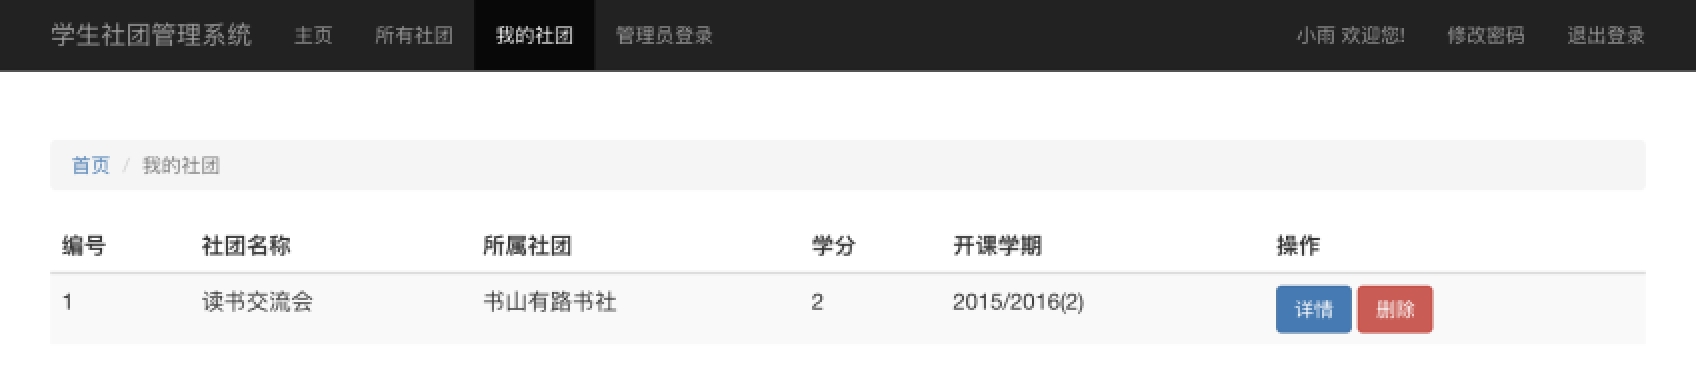 学生社团管理系统 主页 所有社团 我的社团 管理员登录 小雨 欢迎您! 修改密码 退出登录
首页 / 我的社团
编号 社团名称 所属社团 学分 开课学期 操作
1 读书交流会 书山有路书社 2 2015/2016(2) 详情 删除